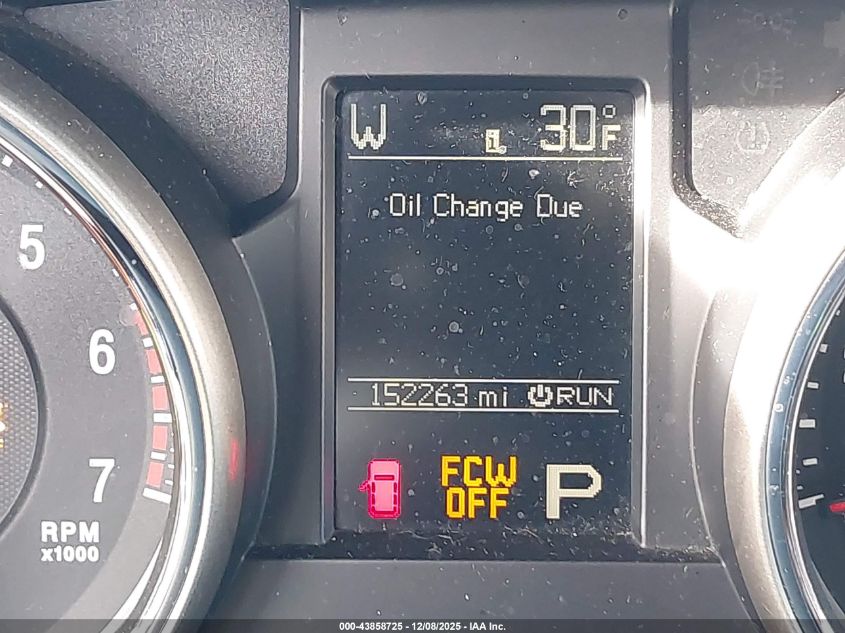 W 30°F
Oil Change Due
152263 mi RUN
FCW
OFF P
5
6
7
RPM
x1000
000-43858725 - 12/08/2025 - IAA Inc.